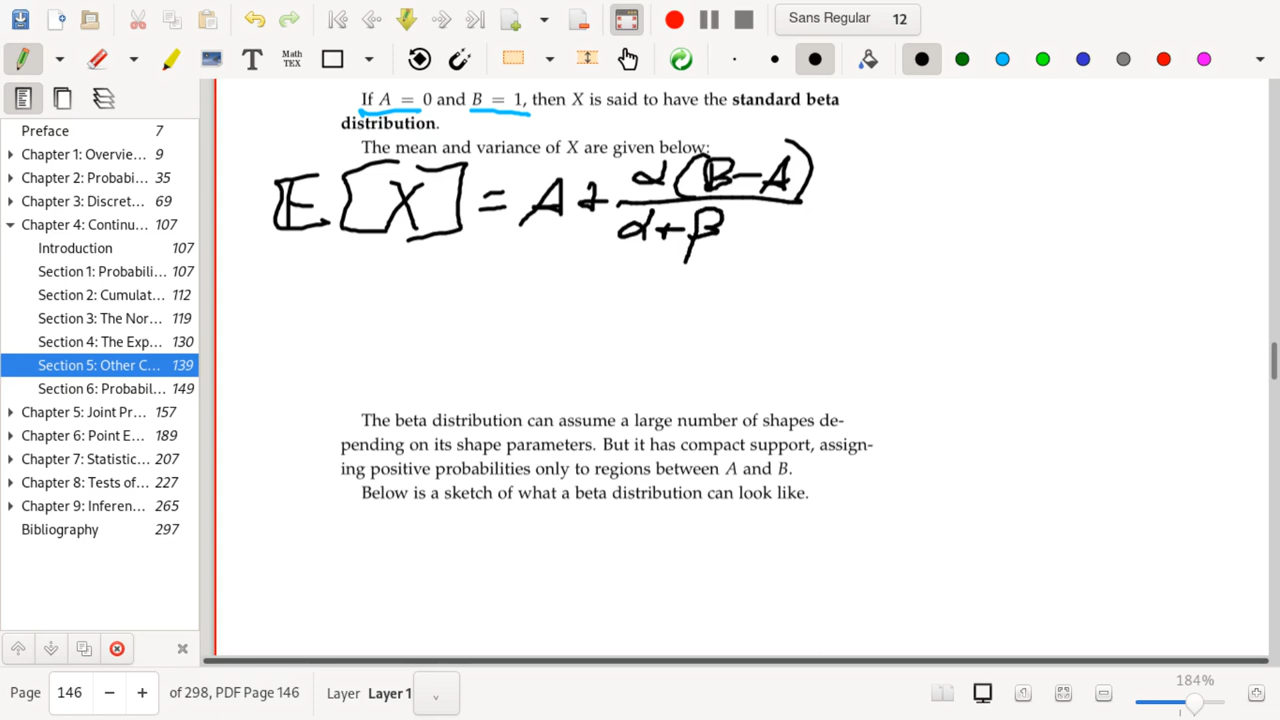 Sans Regular 12
T Math TEX
Preface 7
Chapter 1: Overvie... 9
Chapter 2: Probabi... 35
Chapter 3: Discret... 69
Chapter 4: Continu... 107
Introduction 107
Section 1: Probabili... 107
Section 2: Cumulat... 112
Section 3: The Nor... 119
Section 4: The Exp... 130
Section 5: Other C... 139
Section 6: Probabil... 149
Chapter 5: Joint Pr... 157
Chapter 6: Point E... 189
Chapter 7: Statistic... 207
Chapter 8: Tests of... 227
Chapter 9: Inferen... 265
Bibliography 297
If A = 0 and B = 1, then X is said to have the standard beta
distribution.
The mean and variance of X are given below:
𝔼[X] = A + α(B−A)
α+β
The beta distribution can assume a large number of shapes de-
pending on its shape parameters. But it has compact support, assign-
ing positive probabilities only to regions between A and B.
Below is a sketch of what a beta distribution can look like.
Page 146 − + of 298, PDF Page 146 Layer Layer 1 184%